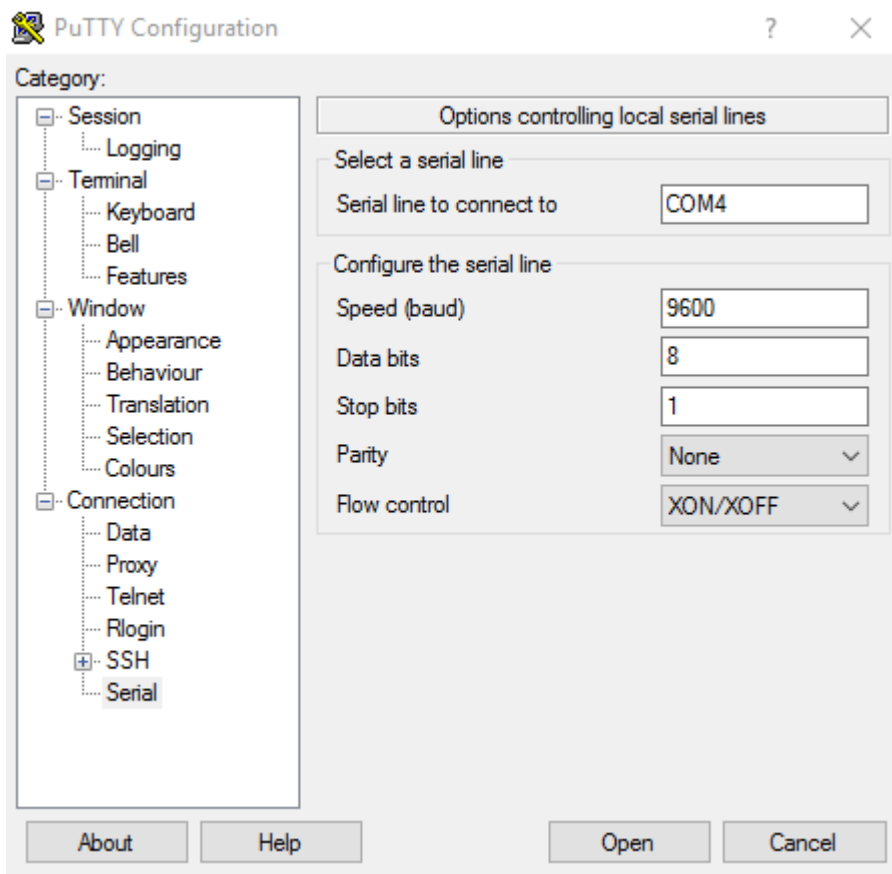 PuTTY Configuration
?
Category:
Session
Logging
Terminal
Keyboard
Bell
Features
Window
Appearance
Behaviour
Translation
Selection
Colours
Connection
Data
Proxy
Telnet
Rlogin
SSH
Serial
Options controlling local serial lines
Select a serial line
Serial line to connect to COM4
Configure the serial line
Speed (baud) 9600
Data bits 8
Stop bits 1
Parity None
Flow control XON/XOFF
About Help Open Cancel